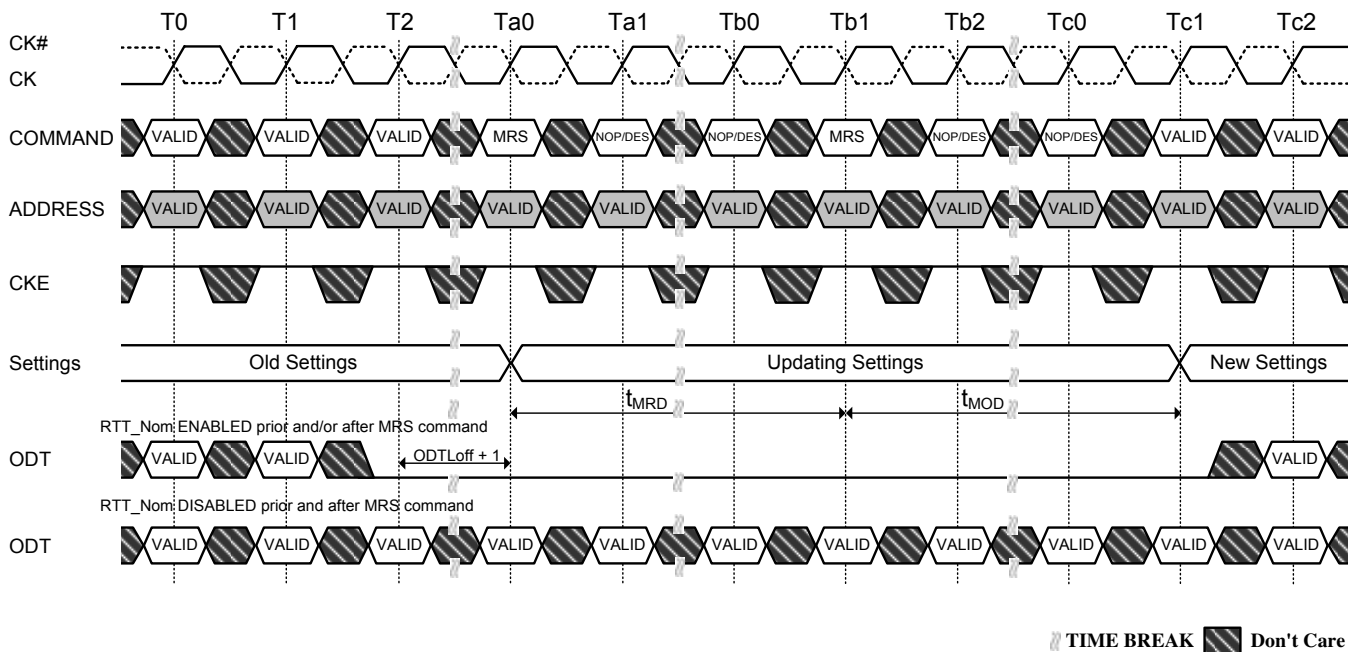 T0 T1 T2 Ta0 Ta1 Tb0 Tb1 Tb2 Tc0 Tc1 Tc2
CK#
CK
COMMAND VALID VALID VALID MRS NOP/DES NOP/DES MRS NOP/DES NOP/DES VALID VALID
ADDRESS VALID VALID VALID VALID VALID VALID VALID VALID VALID VALID VALID
CKE
Settings Old Settings Updating Settings New Settings
tMRD tMOD
RTT_Nom ENABLED prior and/or after MRS command
ODT VALID VALID ODTLoff + 1 VALID
RTT_Nom DISABLED prior and after MRS command
ODT VALID VALID VALID VALID VALID VALID VALID VALID VALID VALID VALID
TIME BREAK Don't Care